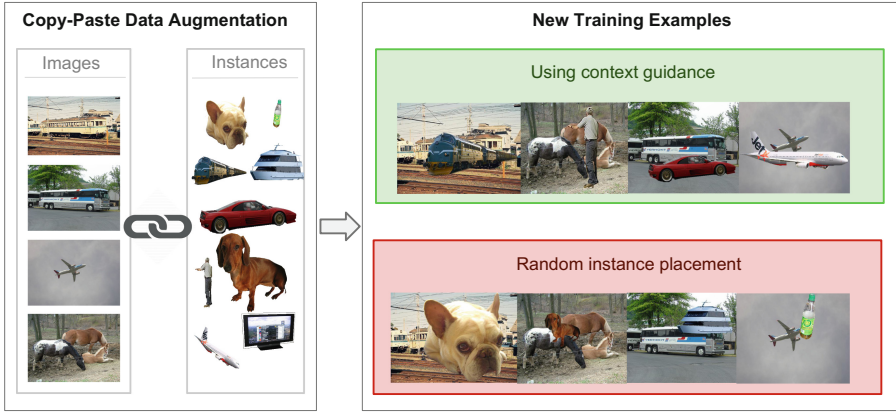 Copy-Paste Data Augmentation
Images
Instances
New Training Examples
Using context guidance
Random instance placement